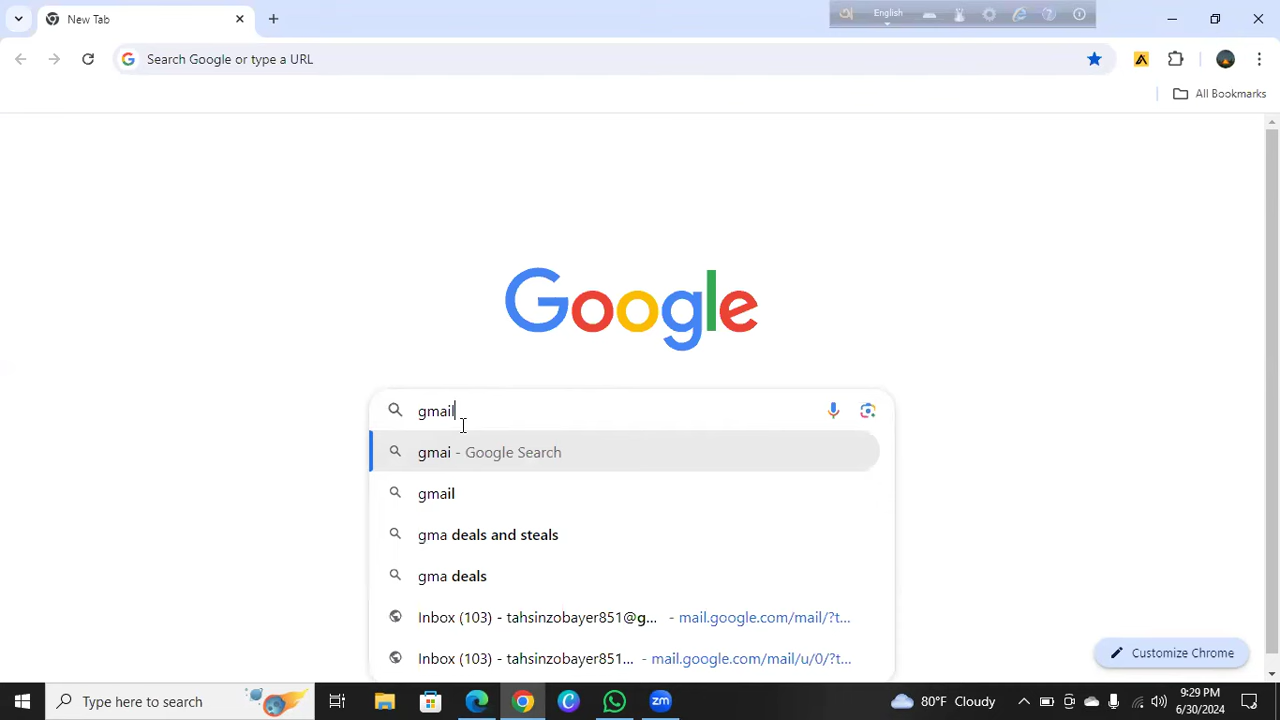 New Tab
English
Search Google or type a URL
All Bookmarks
Google
gmail
gmai - Google Search
gmail
gma deals and steals
gma deals
Inbox (103) - tahsinzobayer851@g... - mail.google.com/mail/?t...
Inbox (103) - tahsinzobayer851... - mail.google.com/mail/u/0/?t...
Customize Chrome
Type here to search
zm
80°F Cloudy
9:29 PM
6/30/2024